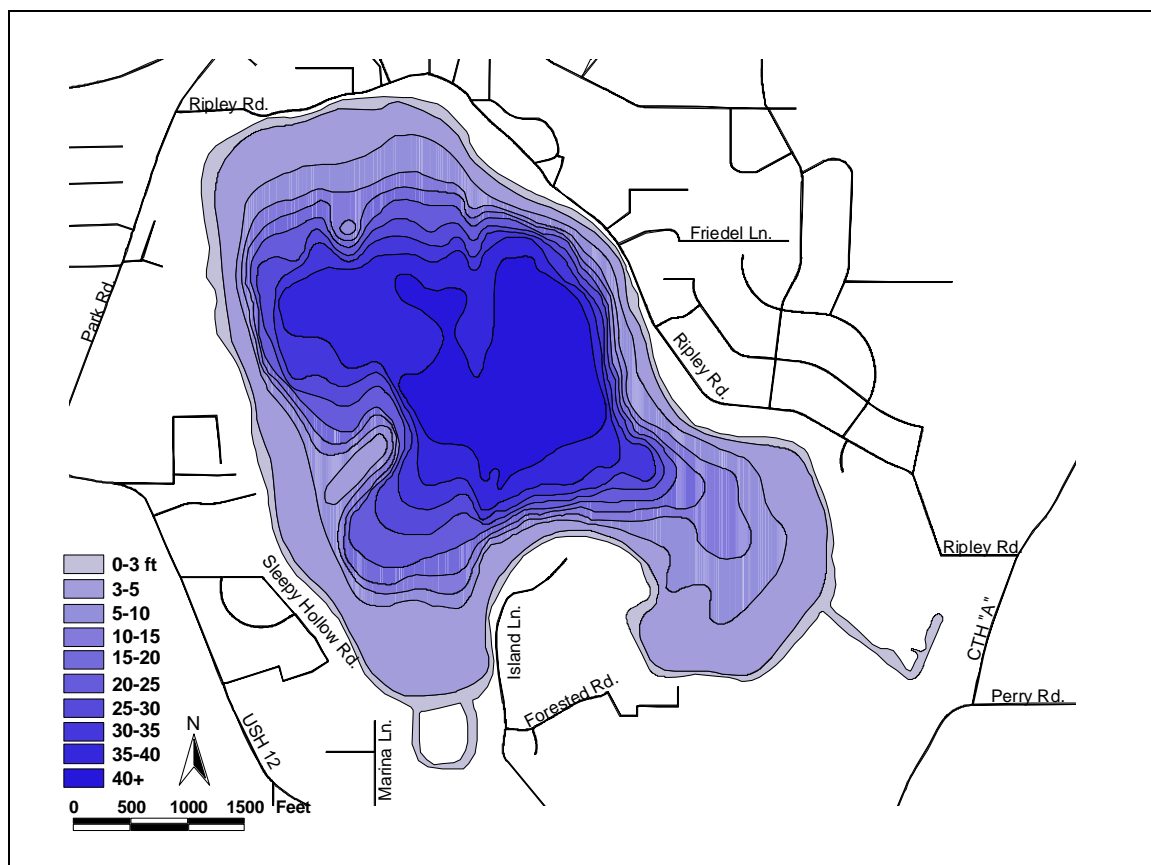 Ripley Rd.
Friedel Ln.
Park Rd.
Ripley Rd.
Ripley Rd.
CTH "A"
Perry Rd.
Sleepy Hollow Rd.
Island Ln.
Forested Rd.
USH 12
Marina Ln.
0-3 ft
3-5
5-10
10-15
15-20
20-25
25-30
30-35
35-40
40+
N
0 500 1000 1500 Feet